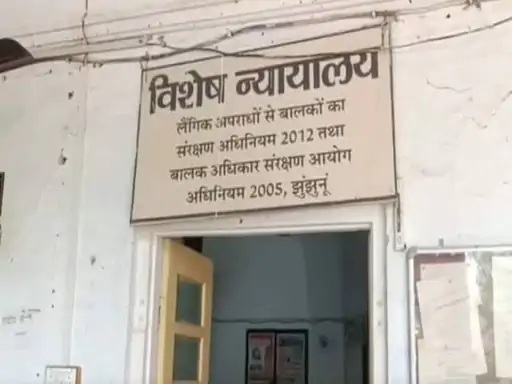 विशेष न्यायालय
लैंगिक अपराधों से बालकों का
संरक्षण अधिनियम 2012 तथा
बालक अधिकार संरक्षण आयोग
अधिनियम 2005, झुंझुनूं